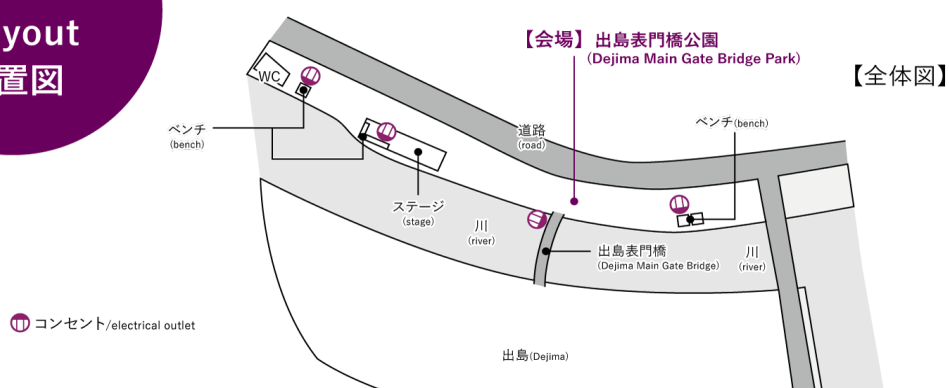 yout
置図
【会場】出島表門橋公園
(Dejima Main Gate Bridge Park)
【全体図】
WC
ベンチ
(bench)
道路
(road)
ベンチ(bench)
ステージ
(stage)
川
(river)
出島表門橋
(Dejima Main Gate Bridge)
川
(river)
コンセント/electrical outlet
出島(Dejima)